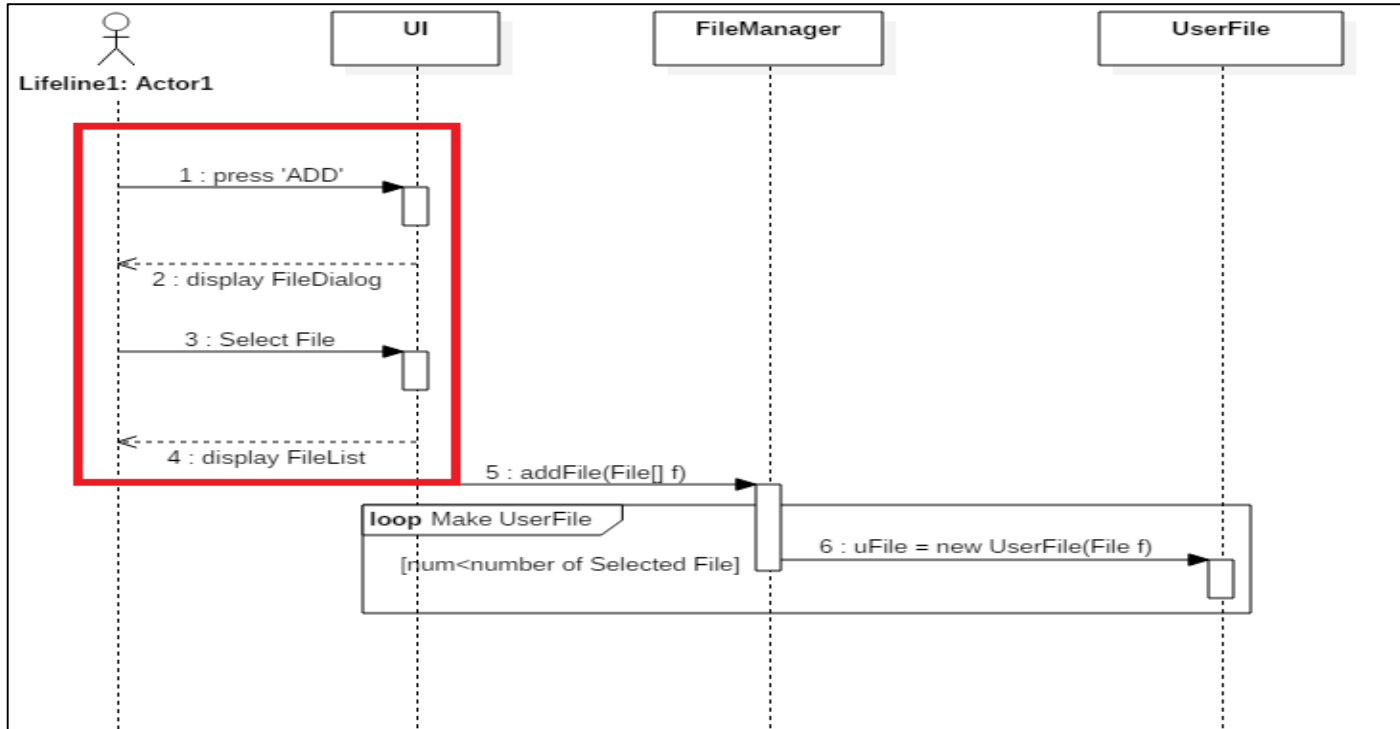 UI
FileManager
UserFile
Lifeline1: Actor1
1 : press 'ADD'
2 : display FileDialog
3 : Select File
4 : display FileList
5 : addFile(File[] f)
loop Make UserFile
6 : uFile = new UserFile(File f)
[num<number of Selected File]